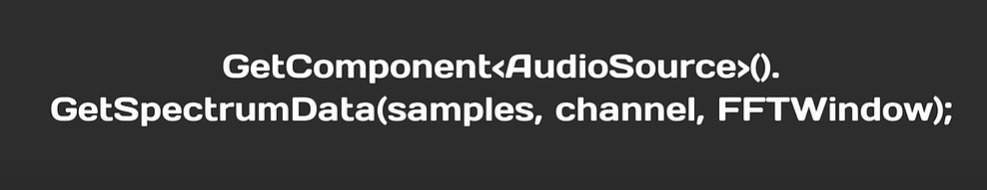 GetComponent<AudioSource>().
GetSpectrumData(samples, channel, FFTWindow);